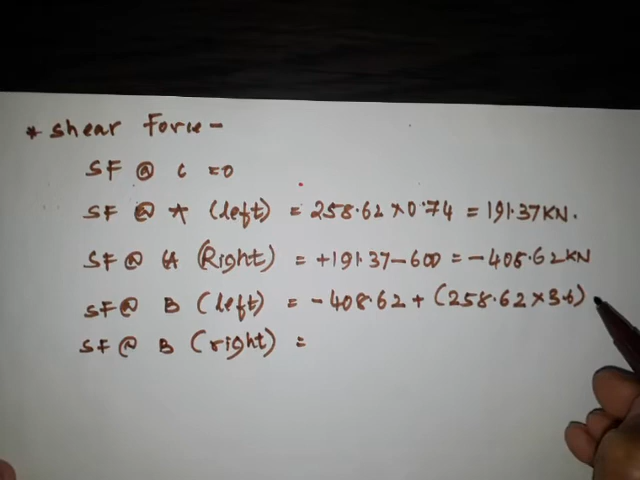 * Shear Force -
SF @ C = 0
SF @ A (left) = 258.62 × 0.74 = 191.37 KN.
SF @ A (Right) = +191.37 - 600 = -408.62 KN
SF @ B (left) = -408.62 + (258.62 × 3.6)
SF @ B (right) =